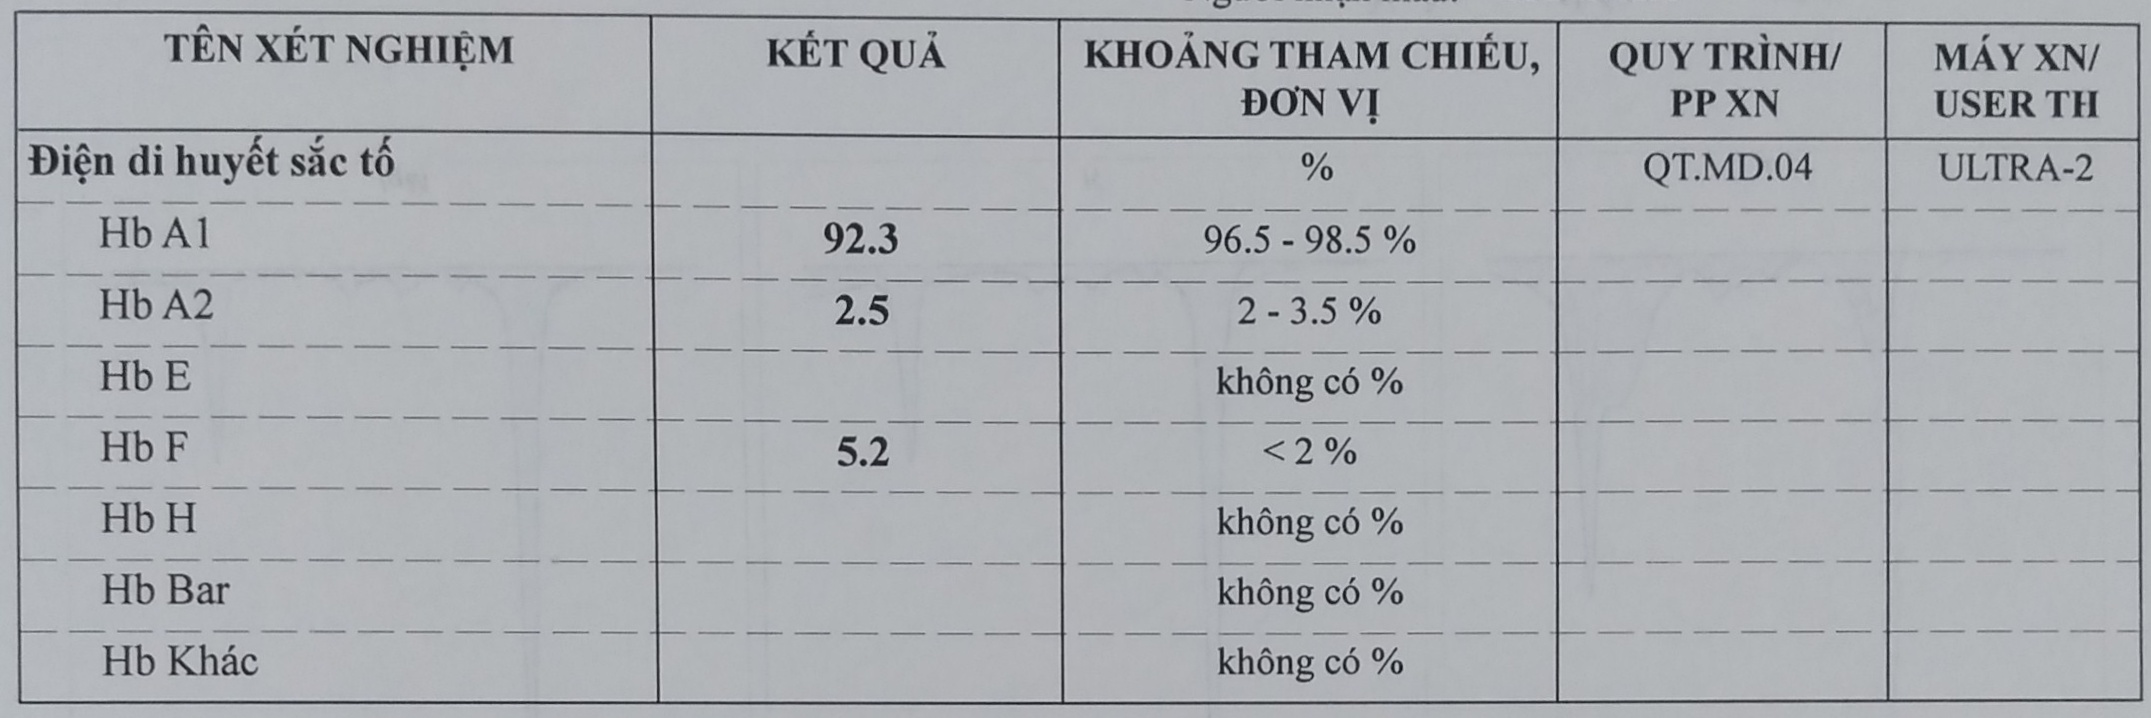 TÊN XÉT NGHIỆM KẾT QUẢ KHOẢNG THAM CHIẾU, ĐƠN VỊ QUY TRÌNH/ PP XN MÁY XN/ USER TH
Điện di huyết sắc tố % QT.MD.04 ULTRA-2
Hb A1 92.3 96.5 - 98.5 %
Hb A2 2.5 2 - 3.5 %
Hb E không có %
Hb F 5.2 < 2 %
Hb H không có %
Hb Bar không có %
Hb Khác không có %